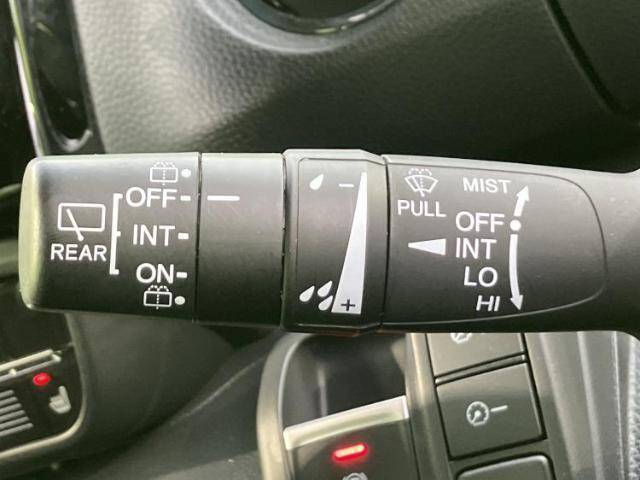 REAR
OFF
INT
ON
-
+
PULL
MIST
OFF
INT
LO
HI